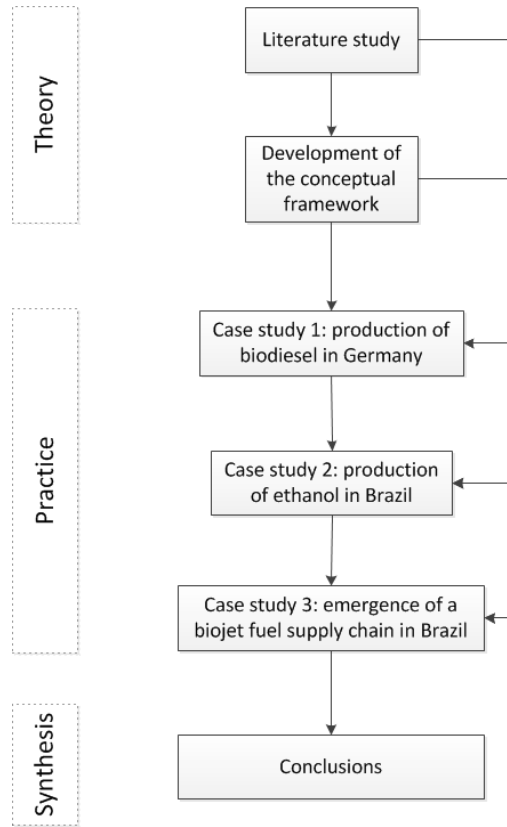 Theory
Literature study
Development of
the conceptual
framework
Practice
Case study 1: production of
biodiesel in Germany
Case study 2: production
of ethanol in Brazil
Case study 3: emergence of a
biojet fuel supply chain in Brazil
Synthesis
Conclusions